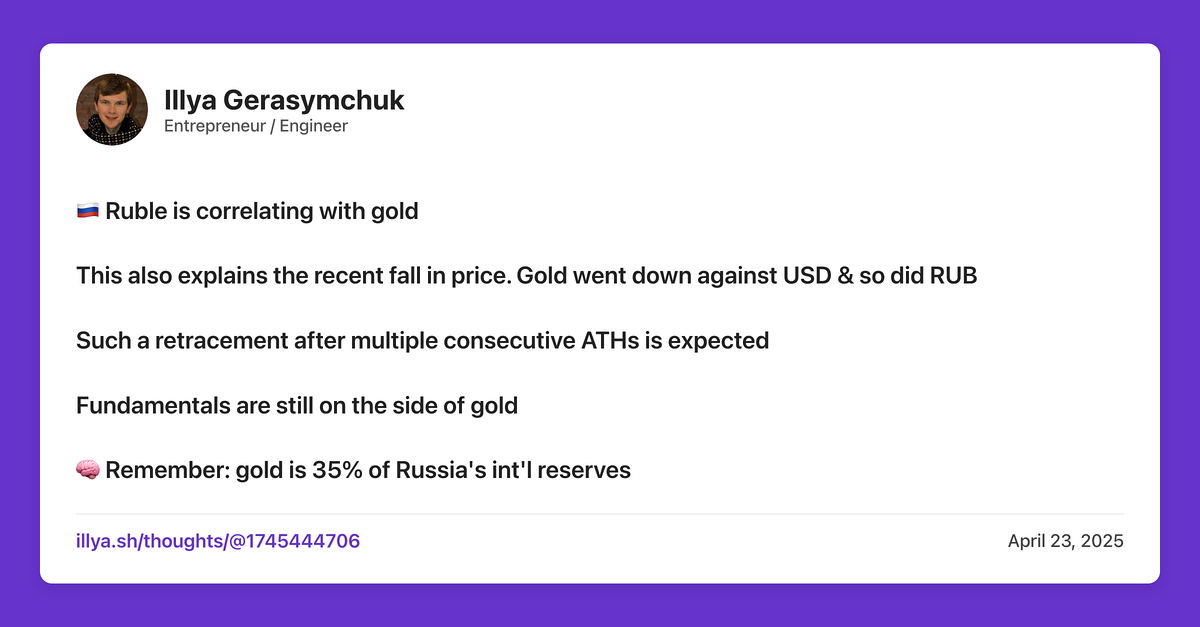 Illya Gerasymchuk
Entrepreneur / Engineer
🇷🇺 Ruble is correlating with gold
This also explains the recent fall in price. Gold went down against USD & so did RUB
Such a retracement after multiple consecutive ATHs is expected
Fundamentals are still on the side of gold
🧠 Remember: gold is 35% of Russia's int'l reserves
illya.sh/thoughts/@1745444706
April 23, 2025